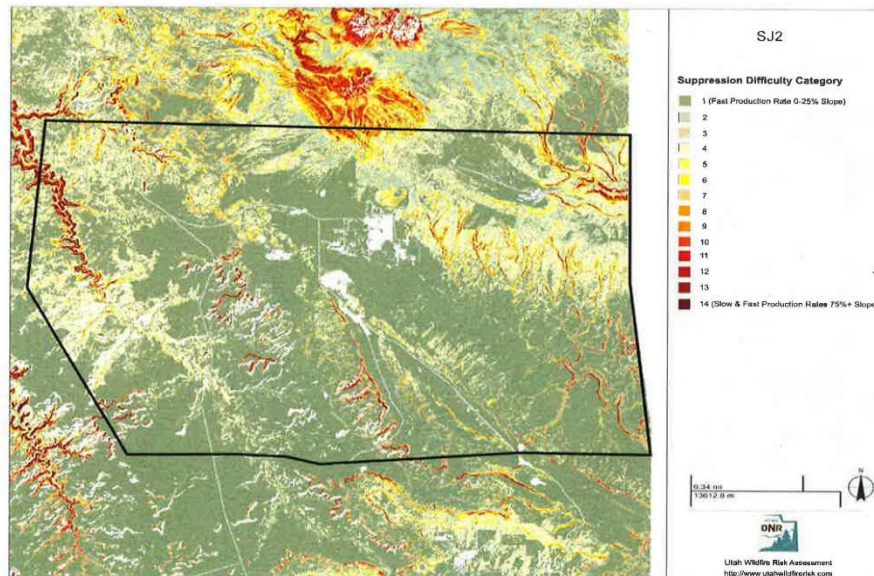 SJ2
Suppression Difficulty Category
1 (Fast Production Rate 0-25% Slope)
2
3
4
5
6
7
8
9
10
11
12
13
14 (Slow & Fast Production Rates 75%+ Slope
N
6.34 mi
13612.8 m
DNR
Utah Wildfire Risk Assessment
http://www.utahwildfirerisk.com